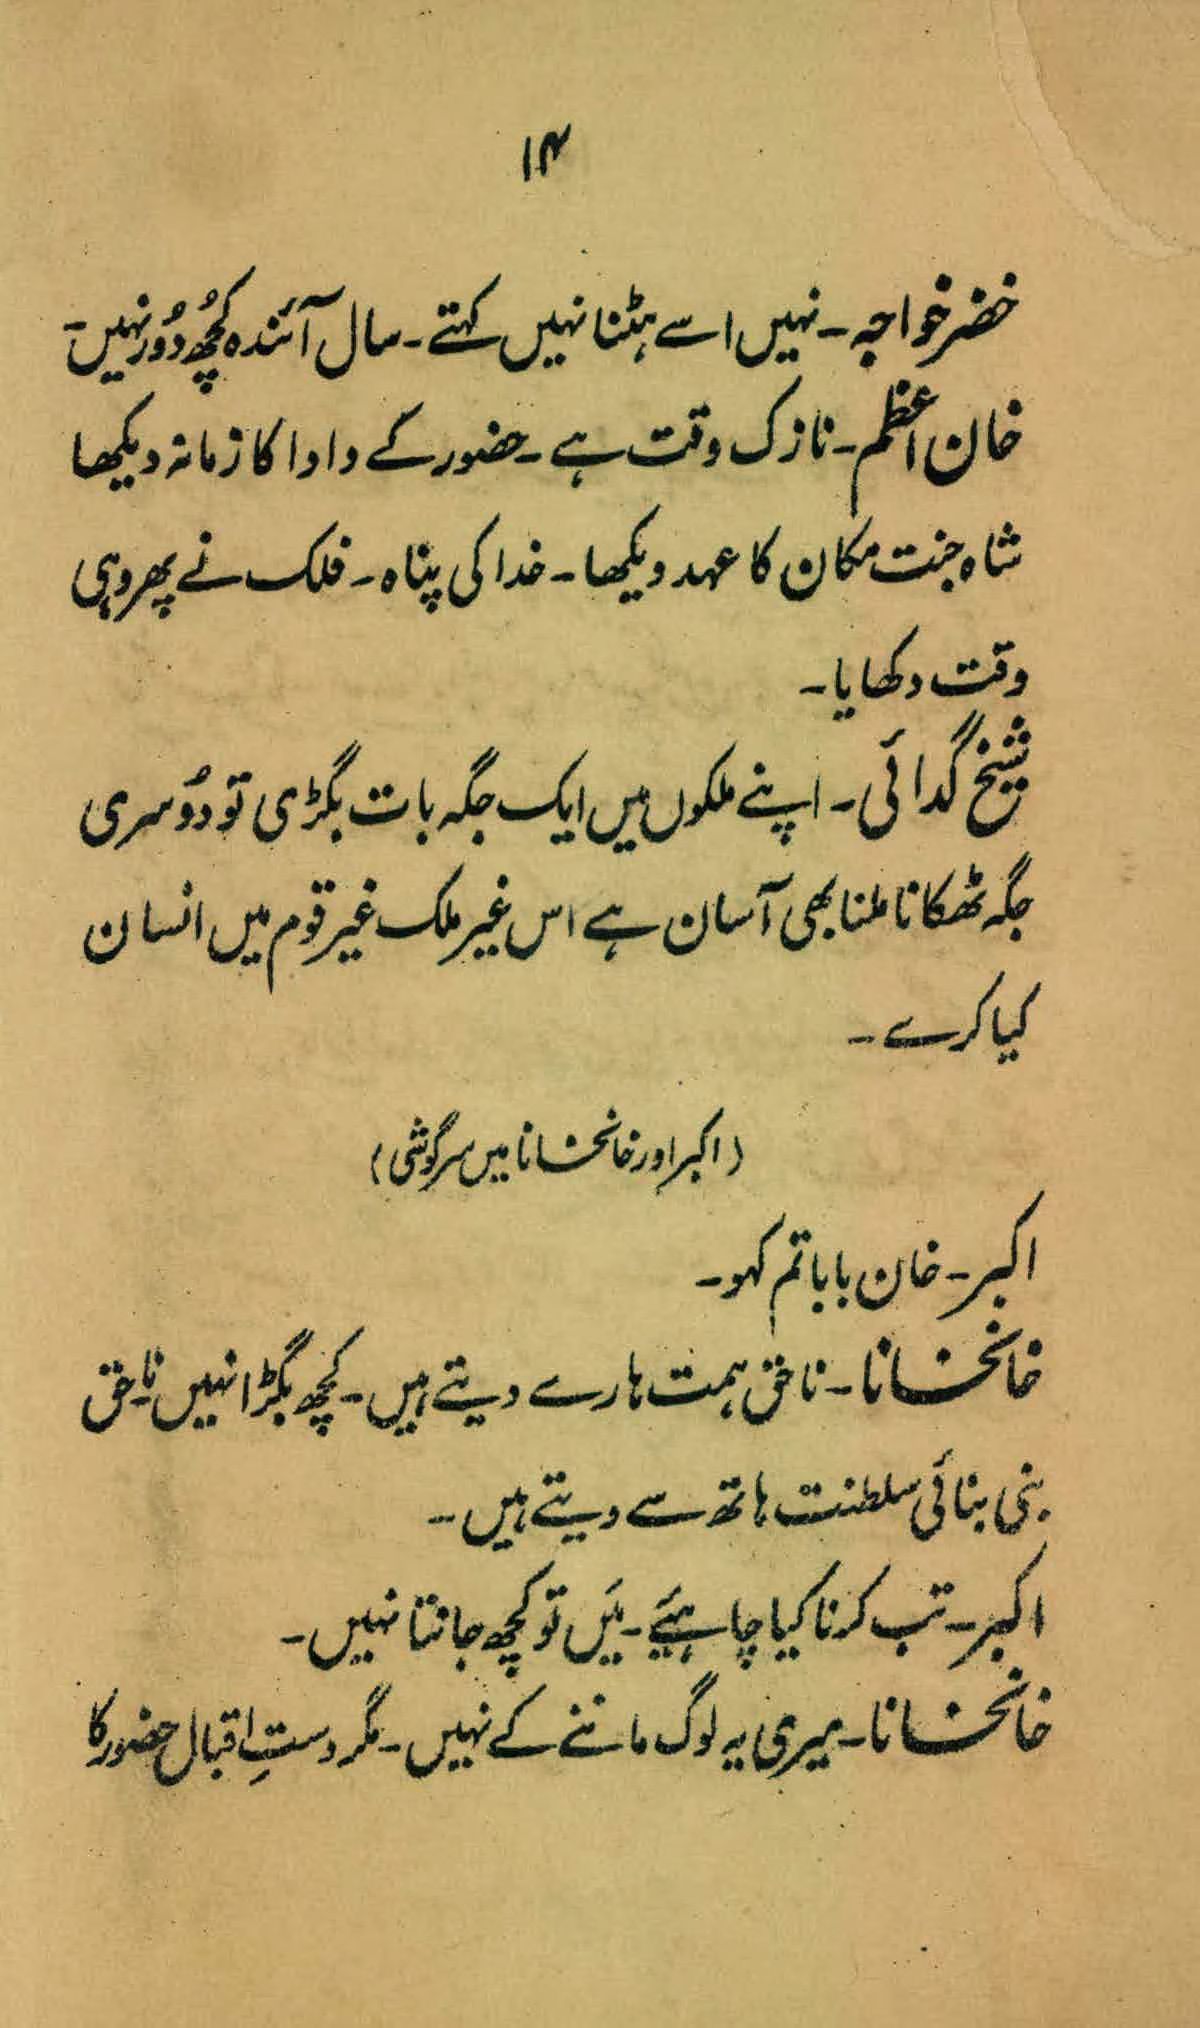 ۱۴
خضر خواجہ ۔ نہیں اسے ہٹنا نہیں کہتے ۔ سال آئندہ کچُھ دُور نہیں ۔
خان اعظم ۔ نازک وقت ہے ۔ حضور کے دادا کا زمانہ دیکھا
شاہ جنت مکان کا عہد دیکھا ۔ خدا کی پناہ ۔ فلک نے پھر وہی
وقت دکھایا ۔
شیخ گدائی ۔ اپنے ملکوں میں ایک جگہ بات بگڑی تو دُوسری
جگہ ٹھکانا ملنا بھی آسان ہے اس غیر ملک غیر قوم میں انسان
کیا کرے ۔
(اکبر اور خانخانا میں سرگوشی)
اکبر ۔ خان بابا تم کہو ۔
خانخانا ۔ ناحق ہمت ہارے دیتے ہیں ۔ کچھ بگڑا نہیں ناحق
بنی بنائی سلطنت ہاتھ سے دیتے ہیں ۔
اکبر ۔ تب کرنا کیا چاہئیے ۔ میَں تو کچھ جانتا نہیں ۔
خانخانا ۔ میری یہ لوگ ماننے کے نہیں ۔ مگر دستِ اقبال حضور کا